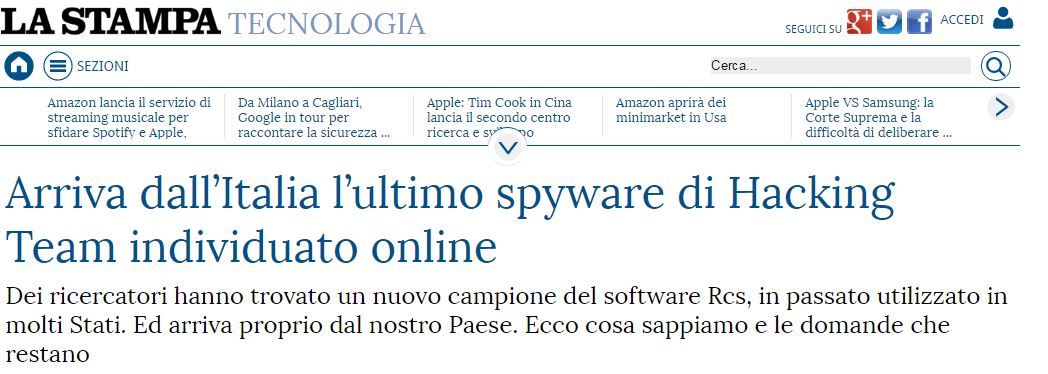 LA STAMPA TECNOLOGIA
SEGUICI SU
ACCEDI
SEZIONI
Cerca...
Amazon lancia il servizio di
streaming musicale per
sfidare Spotify e Apple,
Da Milano a Cagliari,
Google in tour per
raccontare la sicurezza ...
Apple: Tim Cook in Cina
lancia il secondo centro
ricerca e sviluppo
Amazon aprirà dei
minimarket in Usa
Apple VS Samsung: la
Corte Suprema e la
difficoltà di deliberare ...
Arriva dall’Italia l’ultimo spyware di Hacking
Team individuato online
Dei ricercatori hanno trovato un nuovo campione del software Rcs, in passato utilizzato in
molti Stati. Ed arriva proprio dal nostro Paese. Ecco cosa sappiamo e le domande che
restano